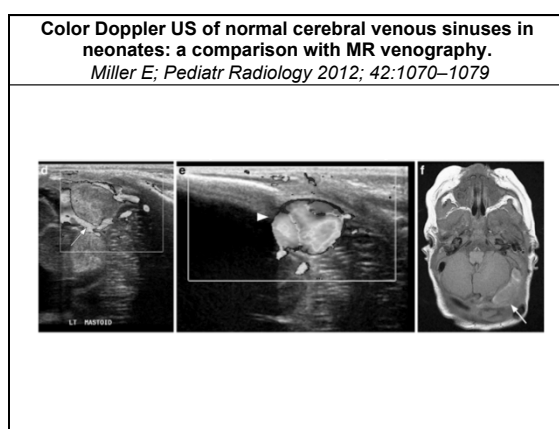 Color Doppler US of normal cerebral venous sinuses in
neonates: a comparison with MR venography.
Miller E; Pediatr Radiology 2012; 42:1070–1079
d
e
f
LT MASTOID